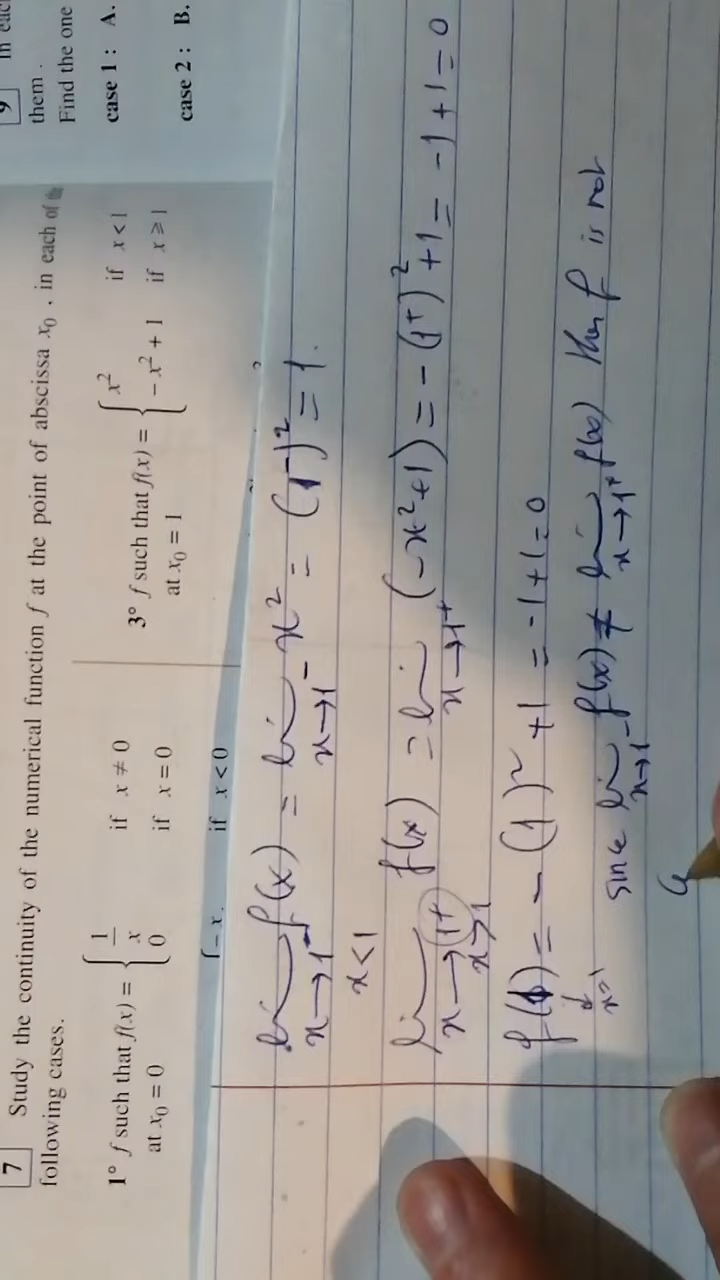 7 Study the continuity of the numerical function f at the point of abscissa x₀ , in each of
following cases.
1° f such that f(x) = { 1/x if x ≠ 0
0 if x = 0
at x₀ = 0
{ - x if x < 0
3° f such that f(x) = { x² if x < 1
- x² + 1 if x ⩾ 1
at x₀ = 1
9
them .
Find the one
case 1 : A.
case 2 : B.
lim x→1⁻ f(x) = lim x→1⁻ x² = (1⁻)² = 1.
x<1
lim x→1⁺ f(x) = lim x→1⁺ (-x²+1) = -(1⁺)²+1 = -1+1=0
x>1
f(1) = -(1)²+1 = -1+1=0
since lim x→1⁻ f(x) ≠ lim x→1⁺ f(x) then f is not